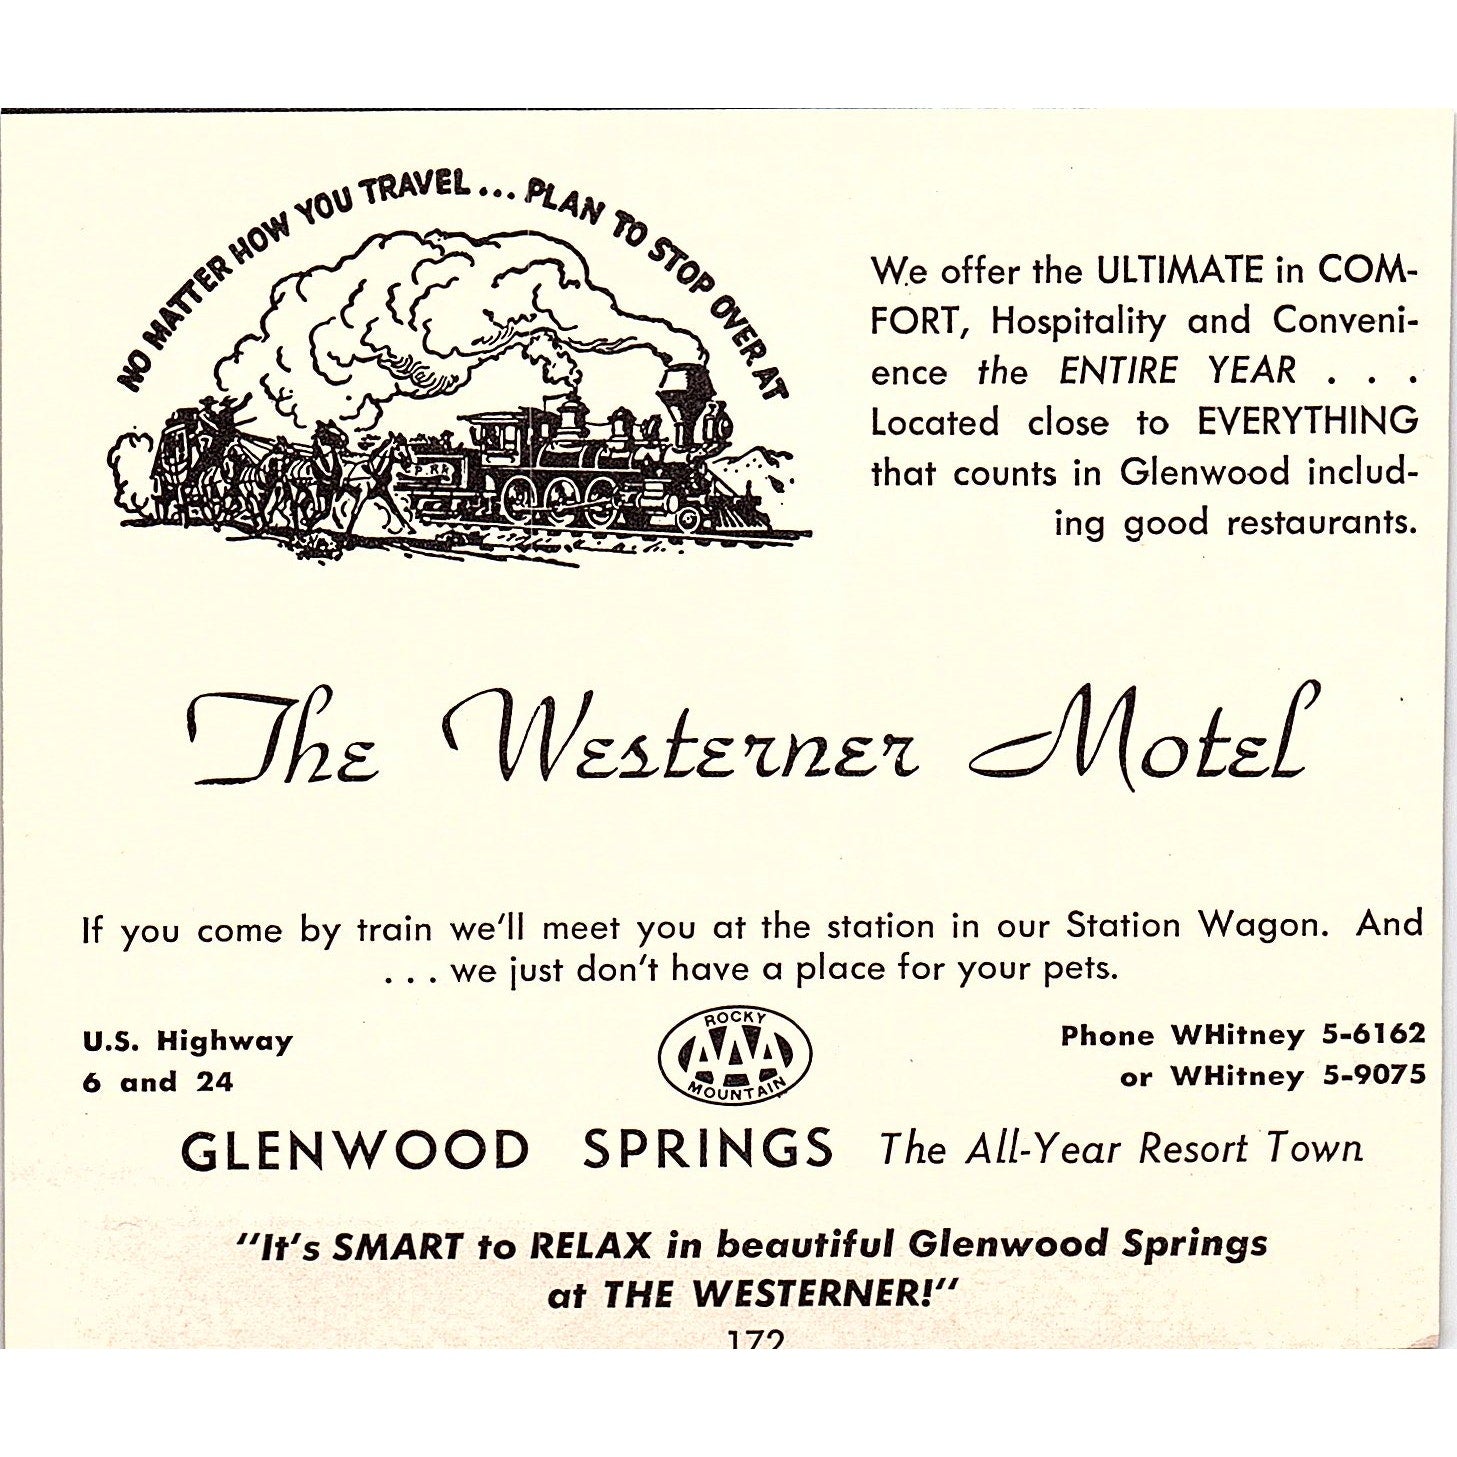 NO MATTER HOW YOU TRAVEL... PLAN TO STOP OVER AT
We offer the ULTIMATE in COM-
FORT, Hospitality and Conveni-
ence the ENTIRE YEAR . . .
Located close to EVERYTHING
that counts in Glenwood includ-
ing good restaurants.
The Westerner Motel
If you come by train we'll meet you at the station in our Station Wagon. And
. . . we just don't have a place for your pets.
U.S. Highway
6 and 24
ROCKY
AAA
MOUNTAIN
Phone WHitney 5-6162
or WHitney 5-9075
GLENWOOD SPRINGS The All-Year Resort Town
"It's SMART to RELAX in beautiful Glenwood Springs
at THE WESTERNER!"
172